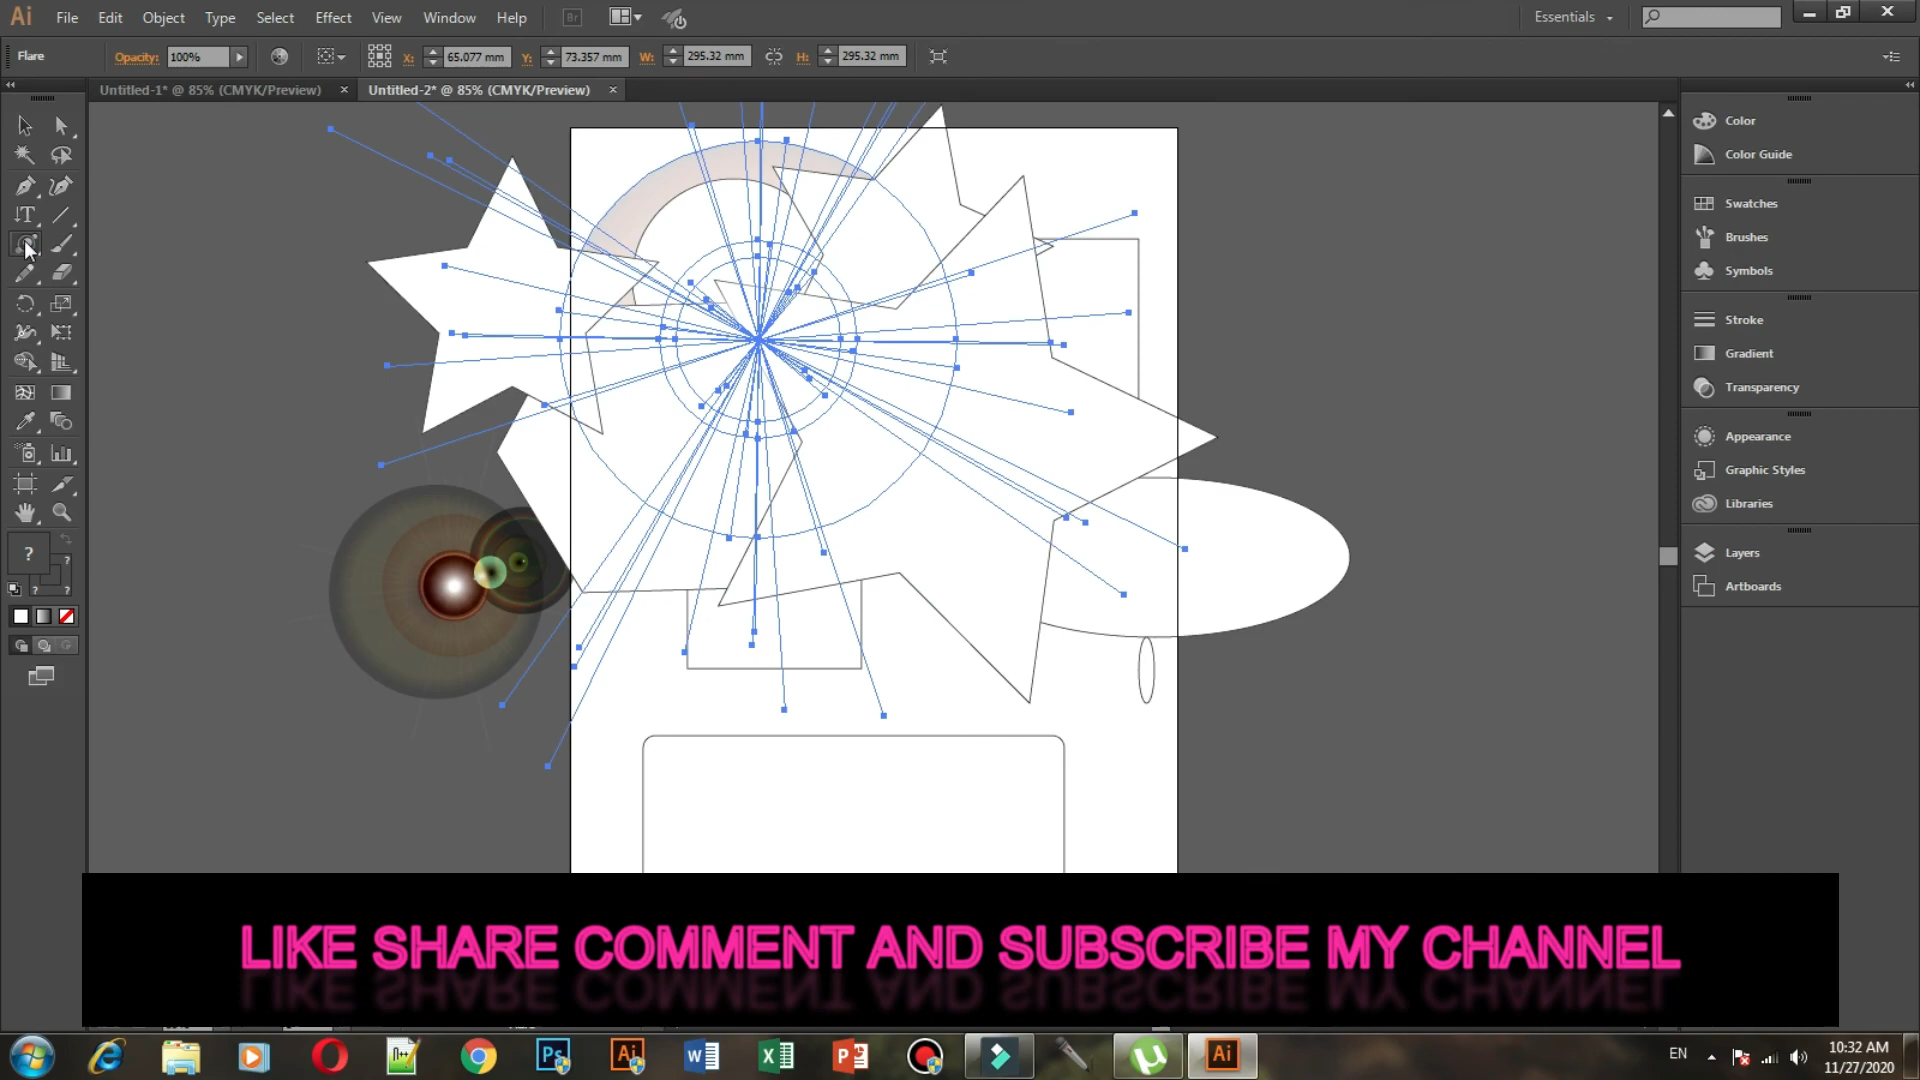 Ai File Edit Object Type Select Effect View Window Help Br Essentials
Flare Opacity: 100% X: 65.077 mm Y: 73.357 mm W: 295.32 mm H: 295.32 mm
Untitled-1* @ 85% (CMYK/Preview) × Untitled-2* @ 85% (CMYK/Preview) ×
Color
Color Guide
Swatches
Brushes
Symbols
Stroke
Gradient
Transparency
Appearance
Graphic Styles
Libraries
Layers
Artboards
LIKE SHARE COMMENT AND SUBSCRIBE MY CHANNEL
EN 10:32 AM
11/27/2020